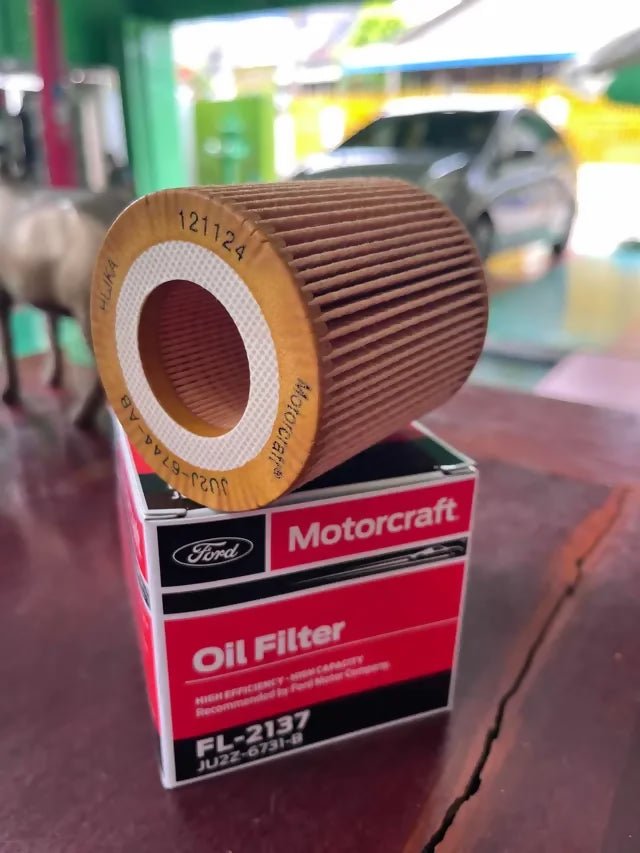 121124
HWK4
Motorcraft®
JU2J-6744-AB
Ford
Motorcraft
Oil Filter
HIGH EFFICIENCY · HIGH CAPACITY
Recommended by Ford Motor Company
FL-2137
JU2Z-6731-B